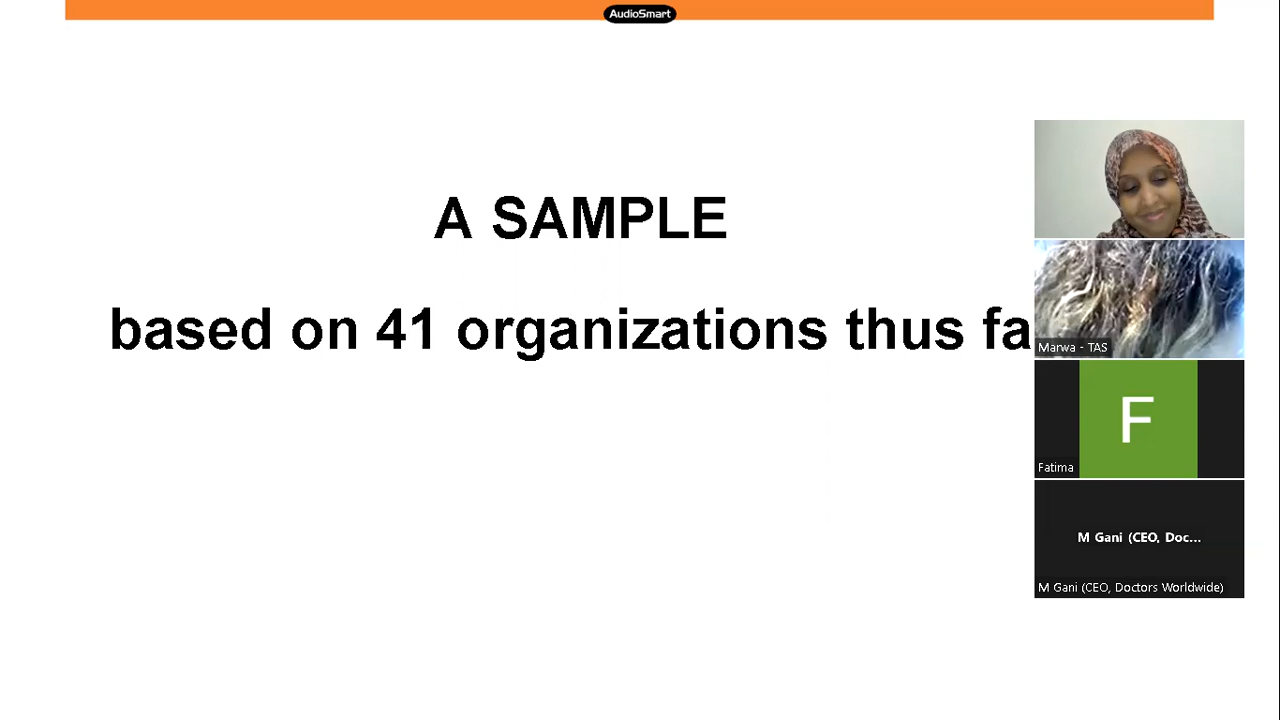 AudioSmart
A SAMPLE
based on 41 organizations thus fa
Marwa - TAS
F
Fatima
M Gani (CEO, Doc...
M Gani (CEO, Doctors Worldwide)